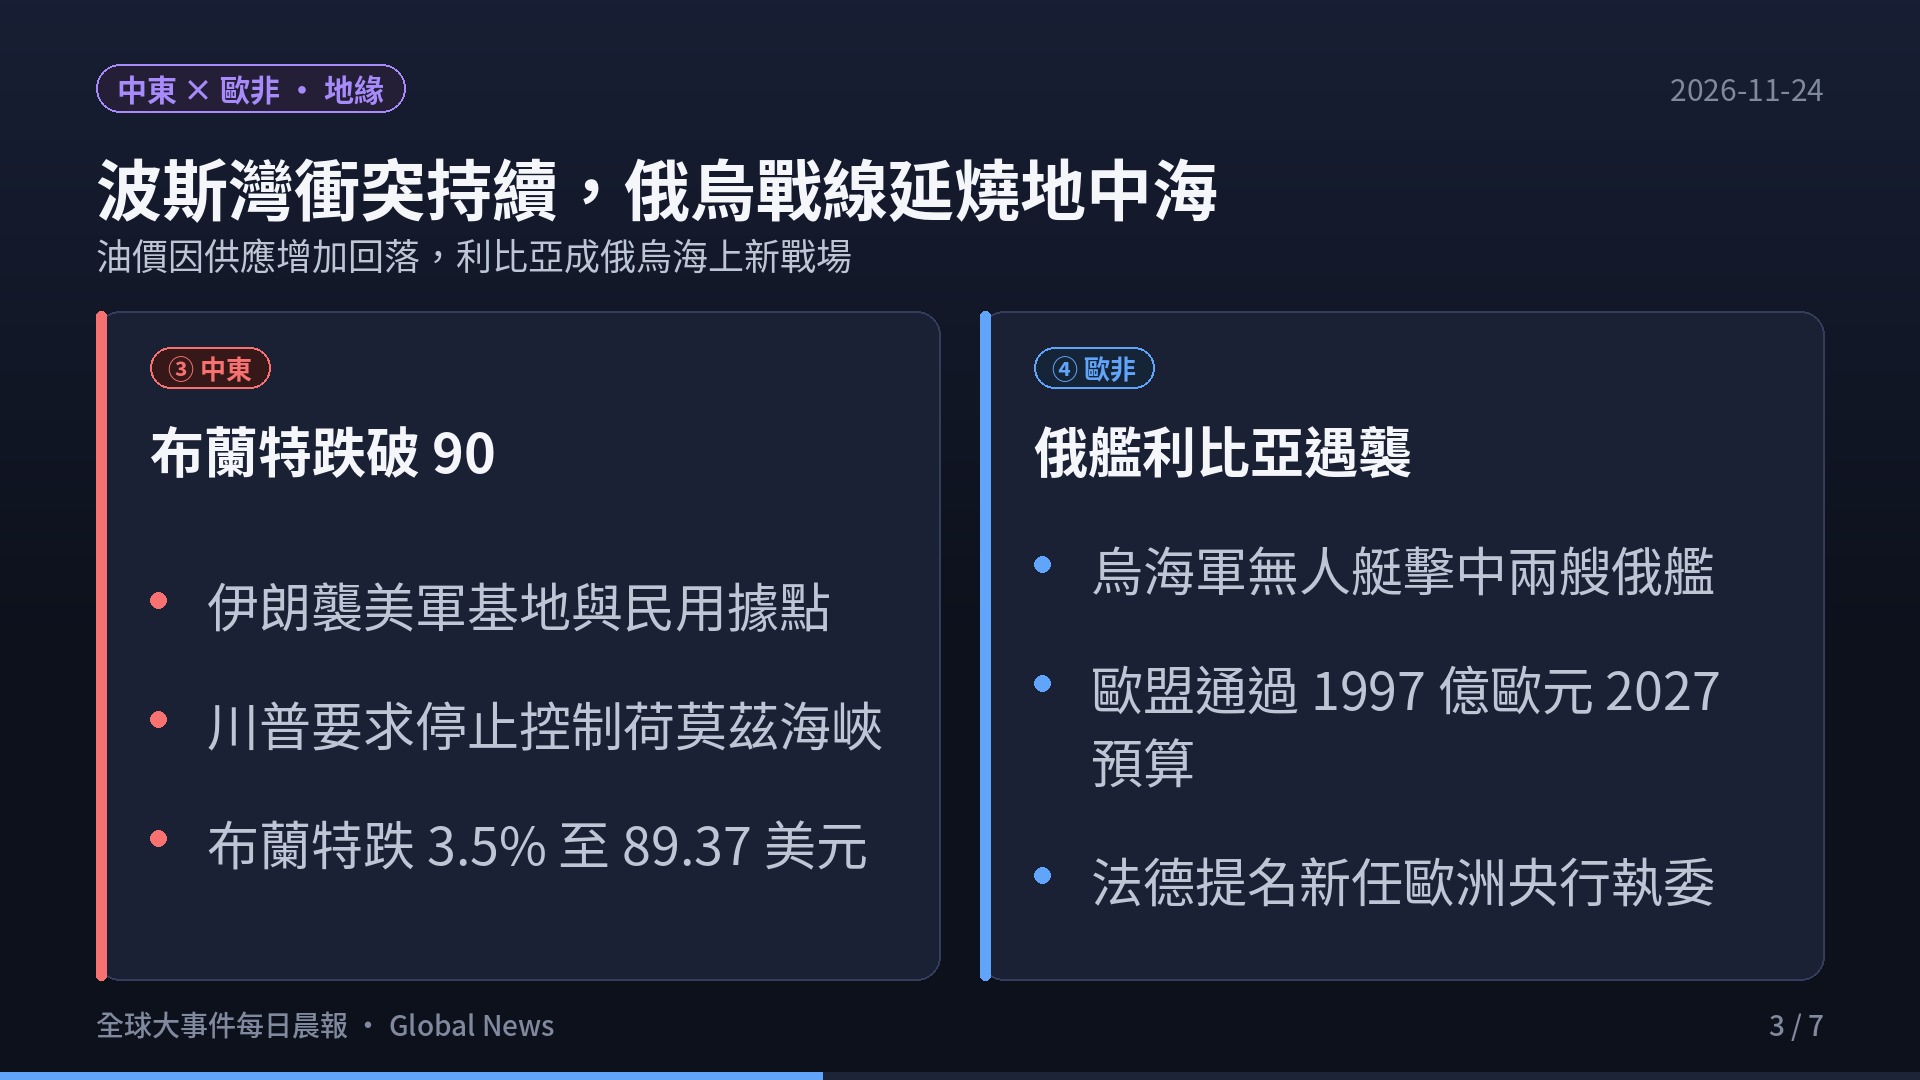 中東 × 歐非 · 地緣
2026-11-24
波斯灣衝突持續，俄烏戰線延燒地中海
油價因供應增加回落，利比亞成俄烏海上新戰場
③ 中東
布蘭特跌破 90
• 伊朗襲美軍基地與民用據點
• 川普要求停止控制荷莫茲海峽
• 布蘭特跌 3.5% 至 89.37 美元
④ 歐非
俄艦利比亞遇襲
• 烏海軍無人艇擊中兩艘俄艦
• 歐盟通過 1997 億歐元 2027
預算
• 法德提名新任歐洲央行執委
全球大事件每日晨報 · Global News
3 / 7